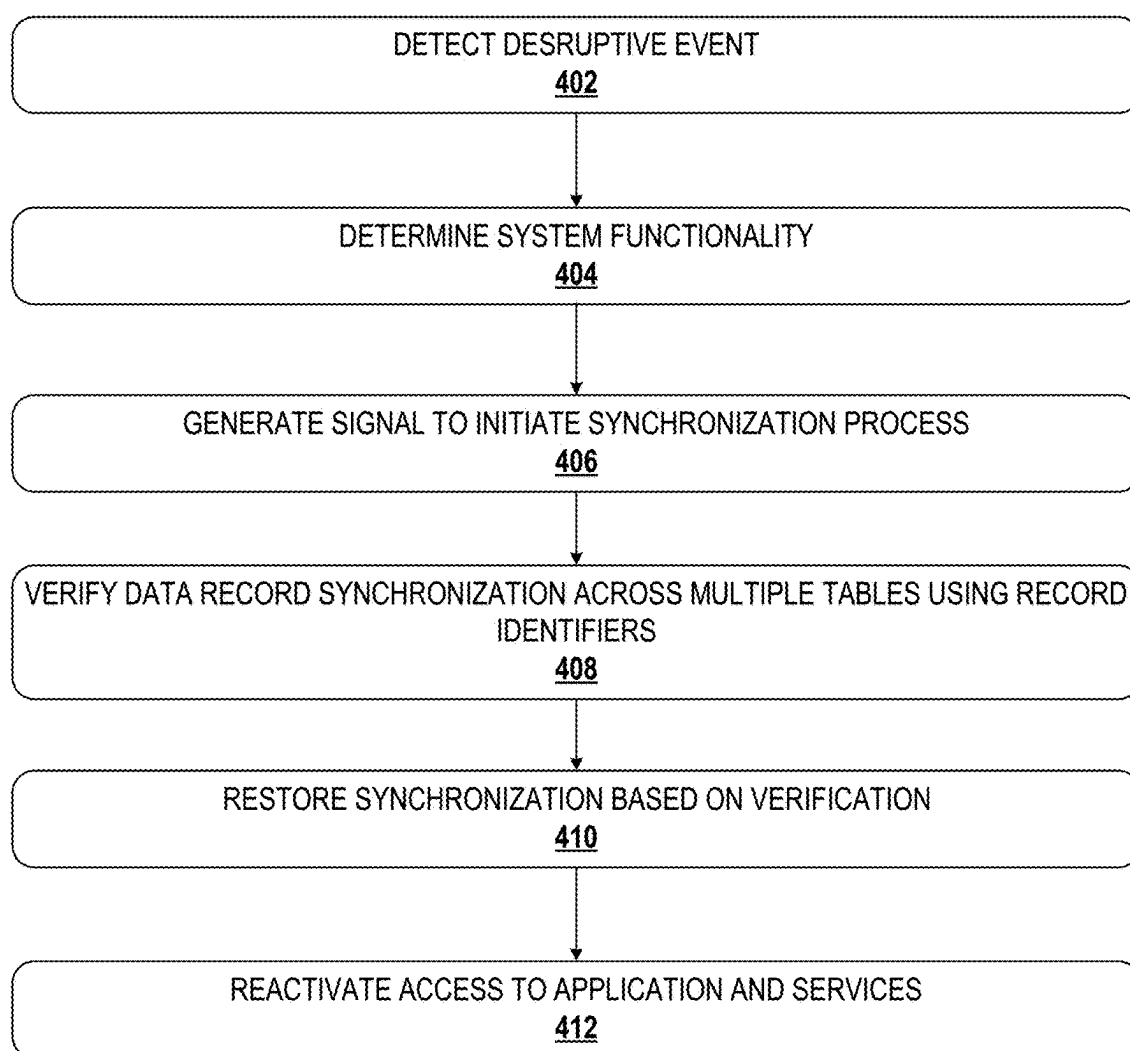 DETECT DESRUPTIVE EVENT
402
DETERMINE SYSTEM FUNCTIONALITY
404
GENERATE SIGNAL TO INITIATE SYNCHRONIZATION PROCESS
406
VERIFY DATA RECORD SYNCHRONIZATION ACROSS MULTIPLE TABLES USING RECORD
IDENTIFIERS
408
RESTORE SYNCHRONIZATION BASED ON VERIFICATION
410
REACTIVATE ACCESS TO APPLICATION AND SERVICES
412